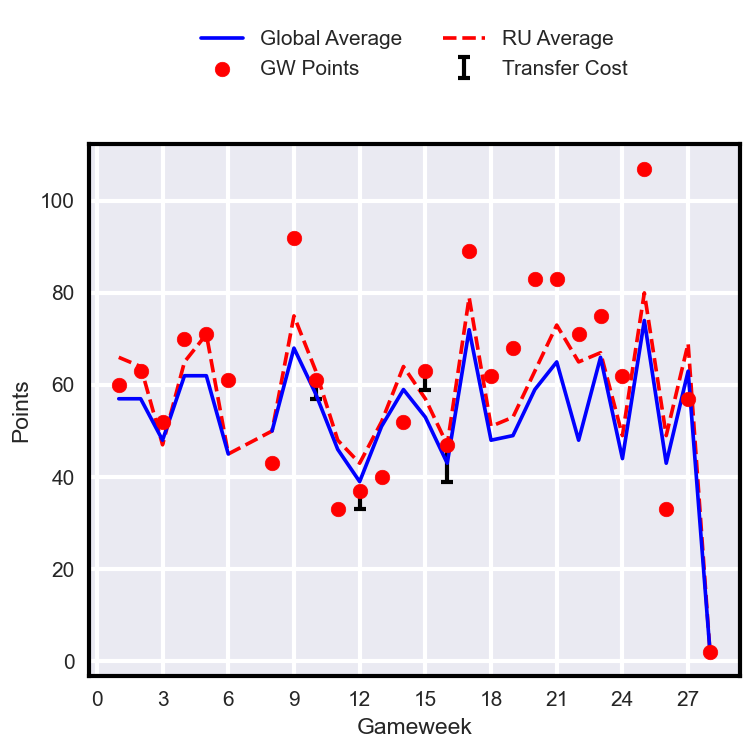 Global Average RU Average
GW Points Transfer Cost
100
80
60
40
20
0
Points
0 3 6 9 12 15 18 21 24 27
Gameweek